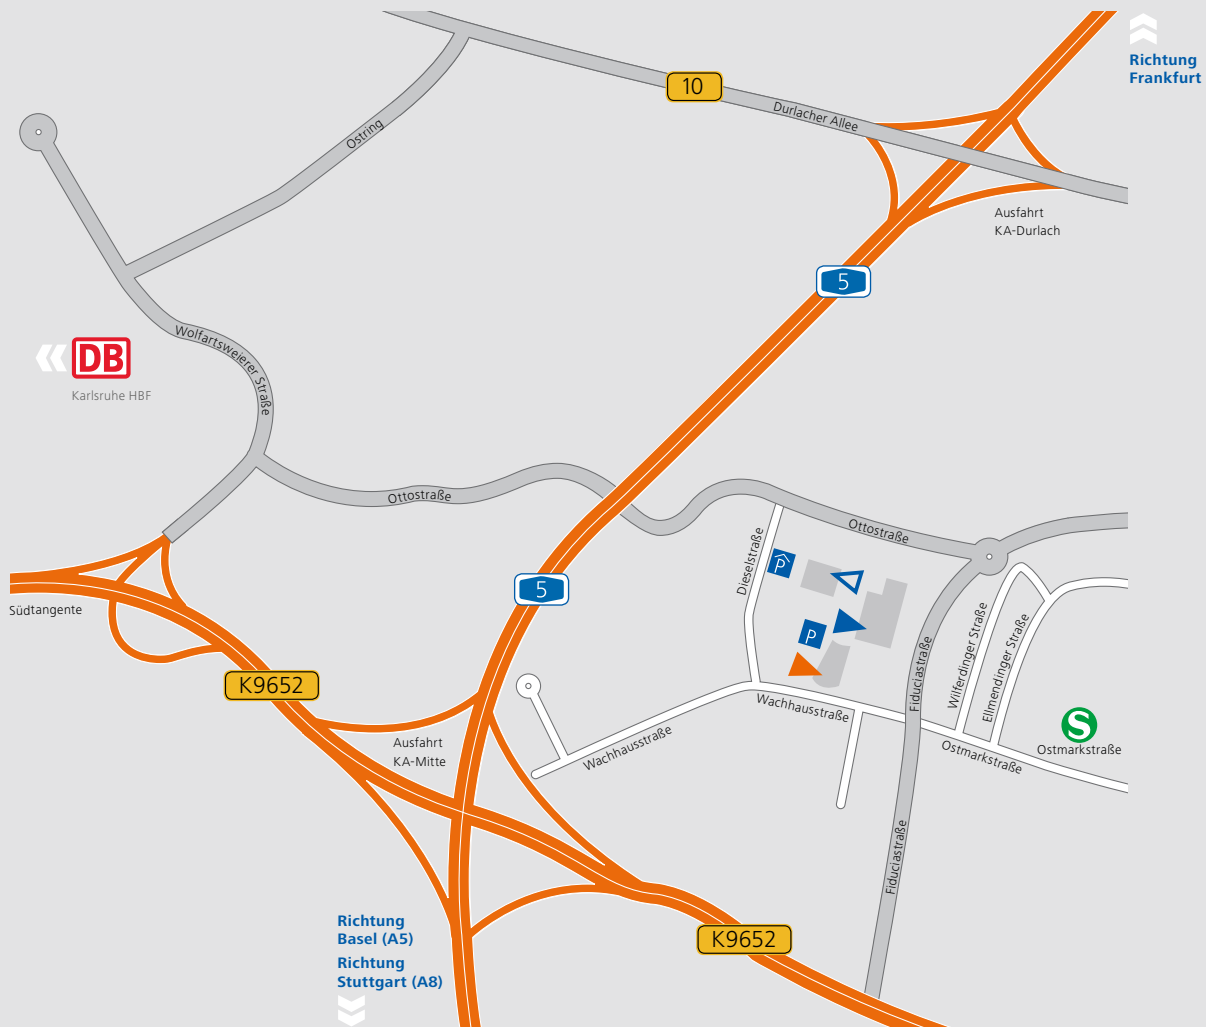 Richtung
Frankfurt
10
Durlacher Allee
Ostring
Ausfahrt
KA-Durlach
5
Wolfartsweierer Straße
DB
Karlsruhe HBF
Ottostraße
Ottostraße
Dieselstraße
P
5
Südtangente
P
Fiduciastraße
Wilferdinger Straße
Ellmendinger Straße
K9652
Wachhausstraße
Wachhausstraße
S
Ostmarkstraße
Ostmarkstraße
Ausfahrt
KA-Mitte
Fiduciastraße
Richtung
Basel (A5)
Richtung
Stuttgart (A8)
K9652